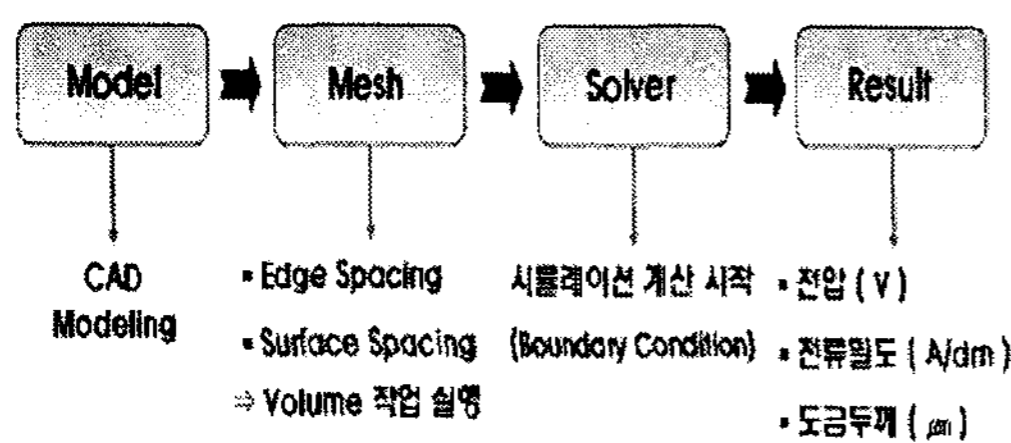 Model
Mesh
Solver
Result
CAD
Modeling
▪ Edge Spacing
▪ Surface Spacing
⇒ Volume 작업 실행
시뮬레이션 계산 시작
(Boundary Condition)
▪ 전압 ( V )
▪ 전류밀도 ( A/dm )
▪ 도금두께 ( ㎛ )